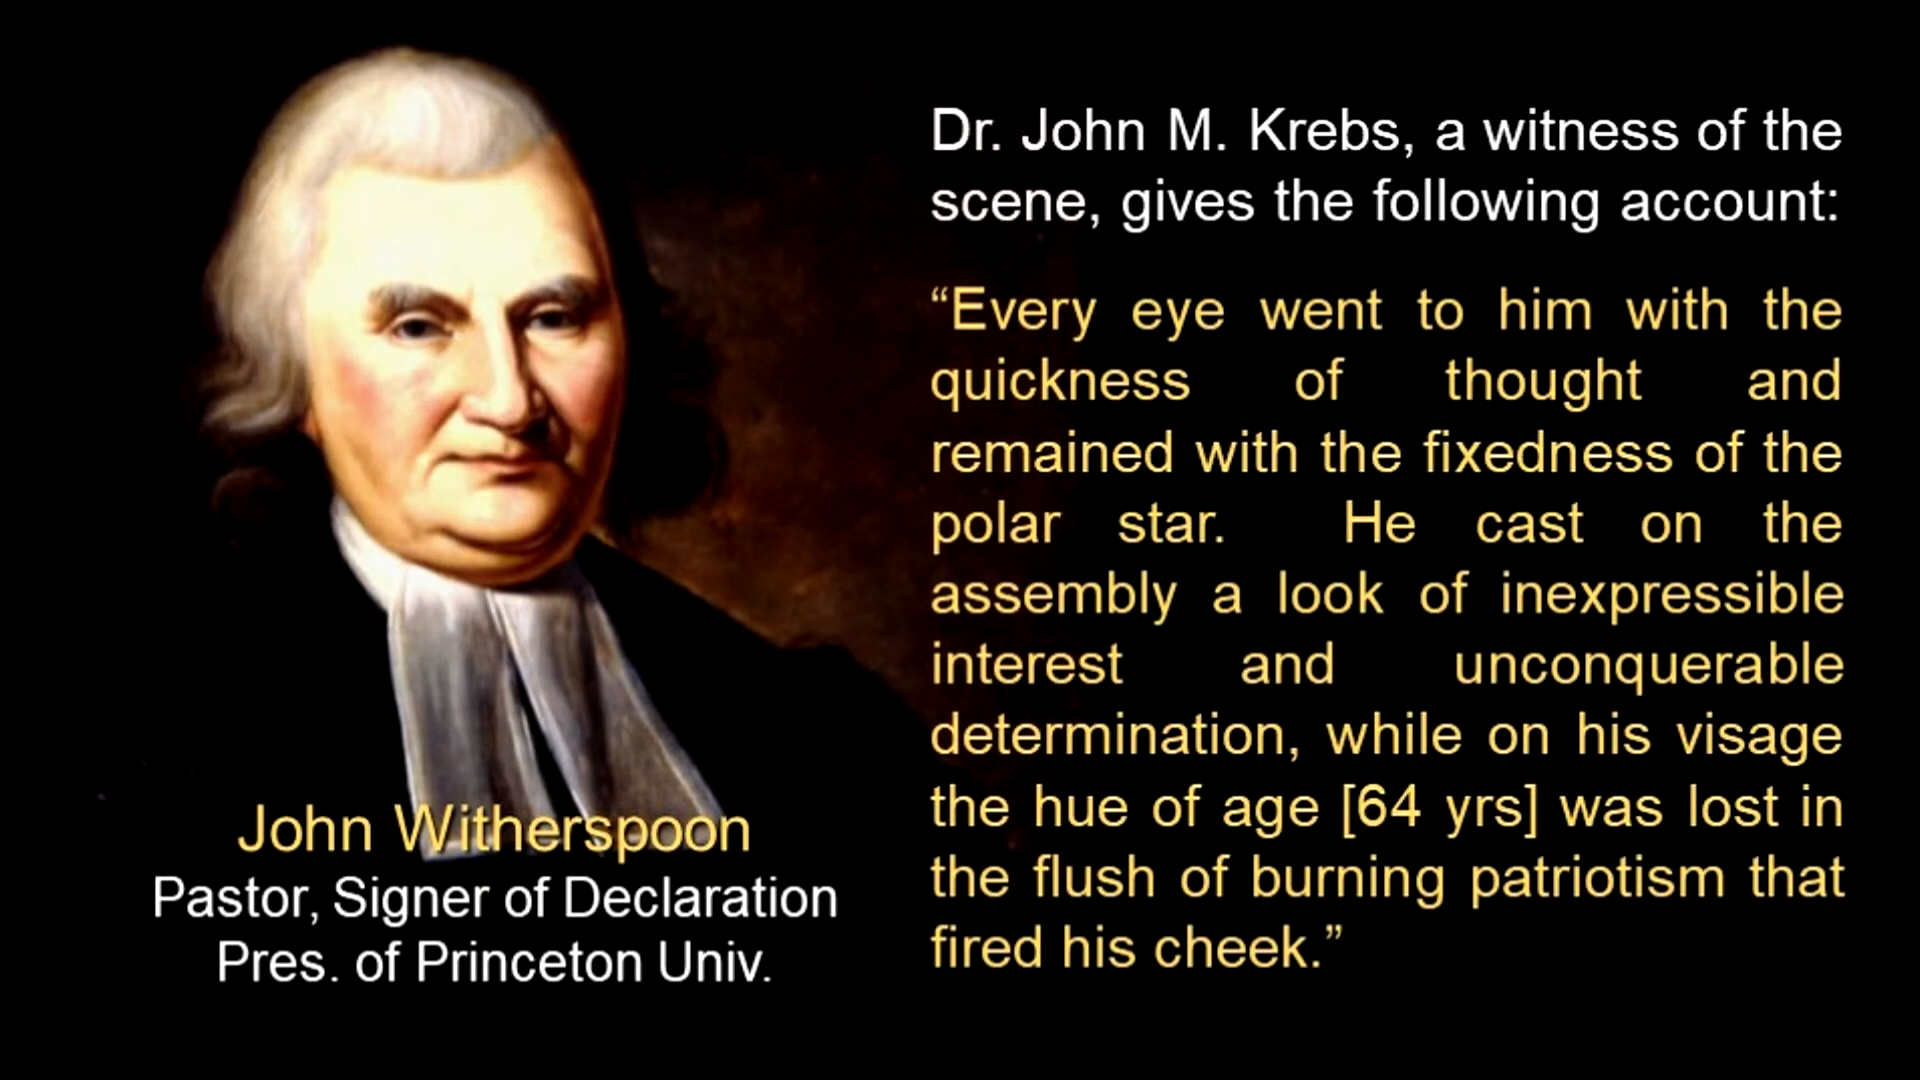 Dr. John M. Krebs, a witness of the
scene, gives the following account:
“Every eye went to him with the
quickness of thought and
remained with the fixedness of the
polar star. He cast on the
assembly a look of inexpressible
interest and unconquerable
determination, while on his visage
the hue of age [64 yrs] was lost in
the flush of burning patriotism that
fired his cheek.”
John Witherspoon
Pastor, Signer of Declaration
Pres. of Princeton Univ.